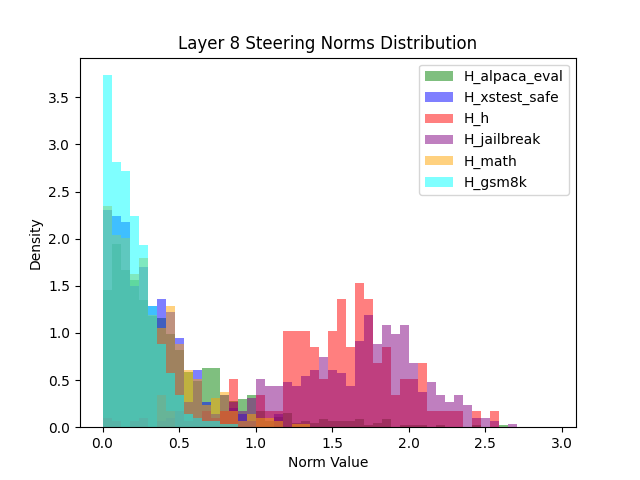 Layer 8 Steering Norms Distribution
H_alpaca_eval
H_xstest_safe
H_h
H_jailbreak
H_math
H_gsm8k
Density
3.5
3.0
2.5
2.0
1.5
1.0
0.5
0.0
0.0 0.5 1.0 1.5 2.0 2.5 3.0
Norm Value